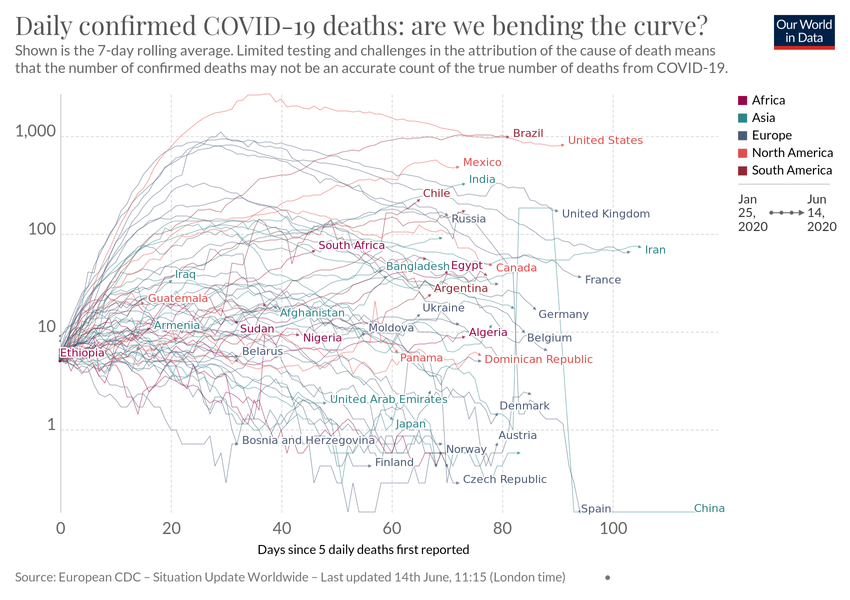 Daily confirmed COVID-19 deaths: are we bending the curve?
Our World
in Data
Shown is the 7-day rolling average. Limited testing and challenges in the attribution of the cause of death means
that the number of confirmed deaths may not be an accurate count of the true number of deaths from COVID-19.
Africa
Asia
Europe
North America
South America
Jan
25,
2020
Jun
14,
2020
1,000
100
10
1
Brazil
United States
Mexico
India
Chile
United Kingdom
Russia
South Africa
Iran
Bangladesh
Egypt
Canada
Iraq
France
Argentina
Guatemala
Ukraine
Afghanistan
Germany
Armenia
Sudan
Moldova
Nigeria
Algeria
Belgium
Ethiopia
Belarus
Panama
Dominican Republic
United Arab Emirates
Denmark
Japan
Austria
Bosnia and Herzegovina
Norway
Finland
Czech Republic
Spain
China
0
20
40
60
80
100
Days since 5 daily deaths first reported
Source: European CDC – Situation Update Worldwide – Last updated 14th June, 11:15 (London time)